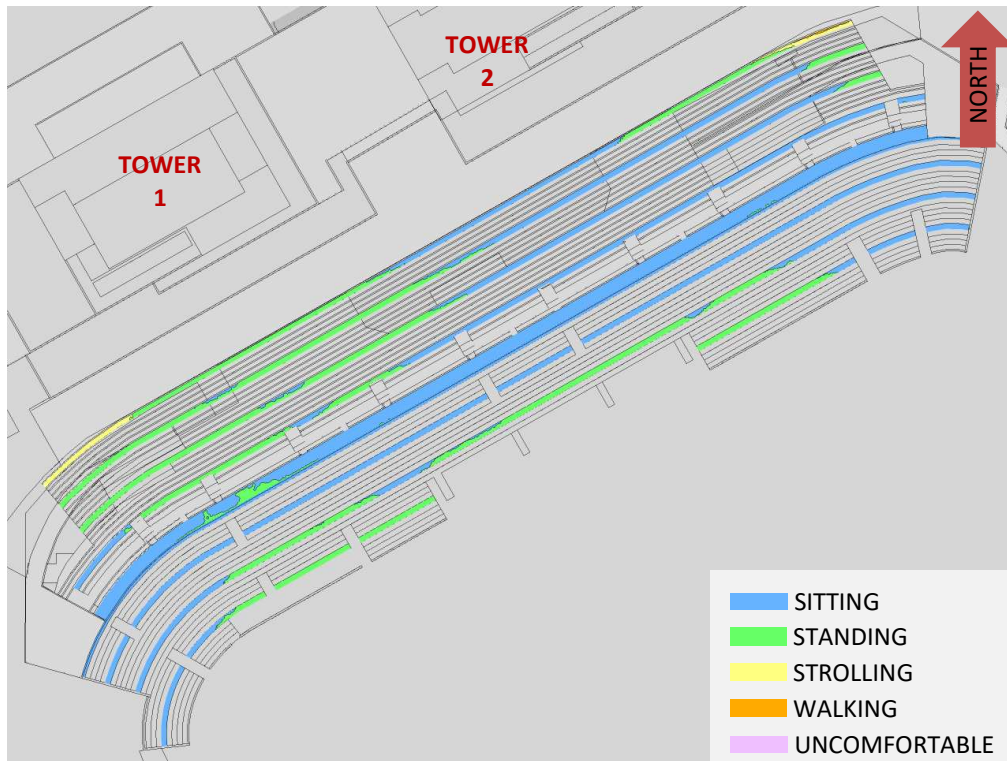 TOWER
2
NORTH
TOWER
1
SITTING
STANDING
STROLLING
WALKING
UNCOMFORTABLE